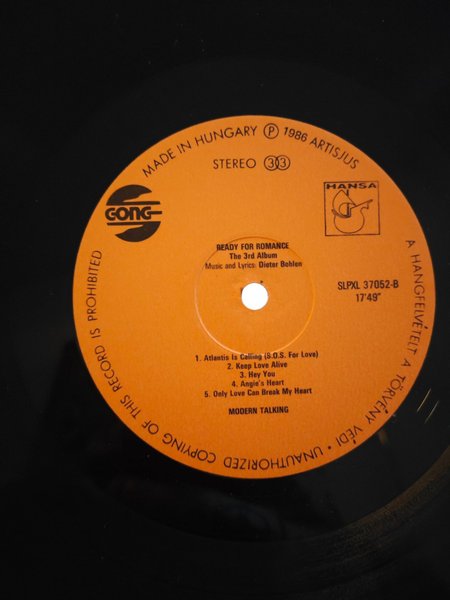 MADE IN HUNGARY Ⓟ 1986 ARTISJUS
STEREO 33
GONG
HANSA
READY FOR ROMANCE
The 3rd Album
Music and Lyrics: Dieter Bohlen
SLPXL 37052-B
17'49"
1. Atlantis Is Calling (S.O.S. For Love)
2. Keep Love Alive
3. Hey You
4. Angie's Heart
5. Only Love Can Break My Heart
MODERN TALKING
A HANGFELVÉTELT A TÖRVÉNY VÉDI • UNAUTHORIZED COPYING OF THIS RECORD IS PROHIBITED